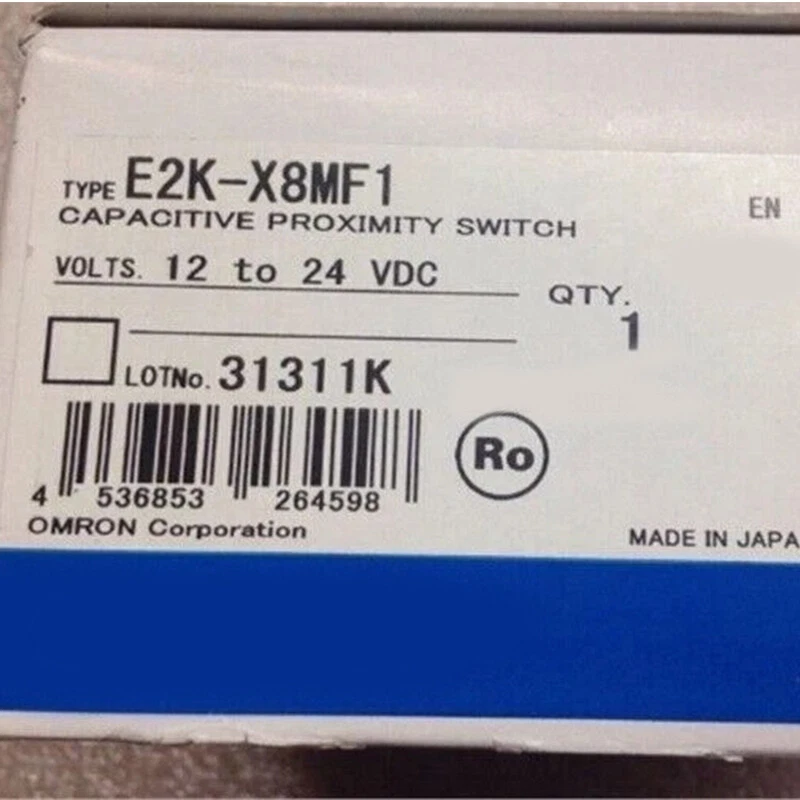 TYPE E2K-X8MF1
CAPACITIVE PROXIMITY SWITCH
EN
VOLTS. 12 to 24 VDC
QTY.
1
LOTNo. 31311K
Ro
4 536853 264598
OMRON Corporation
MADE IN JAPA